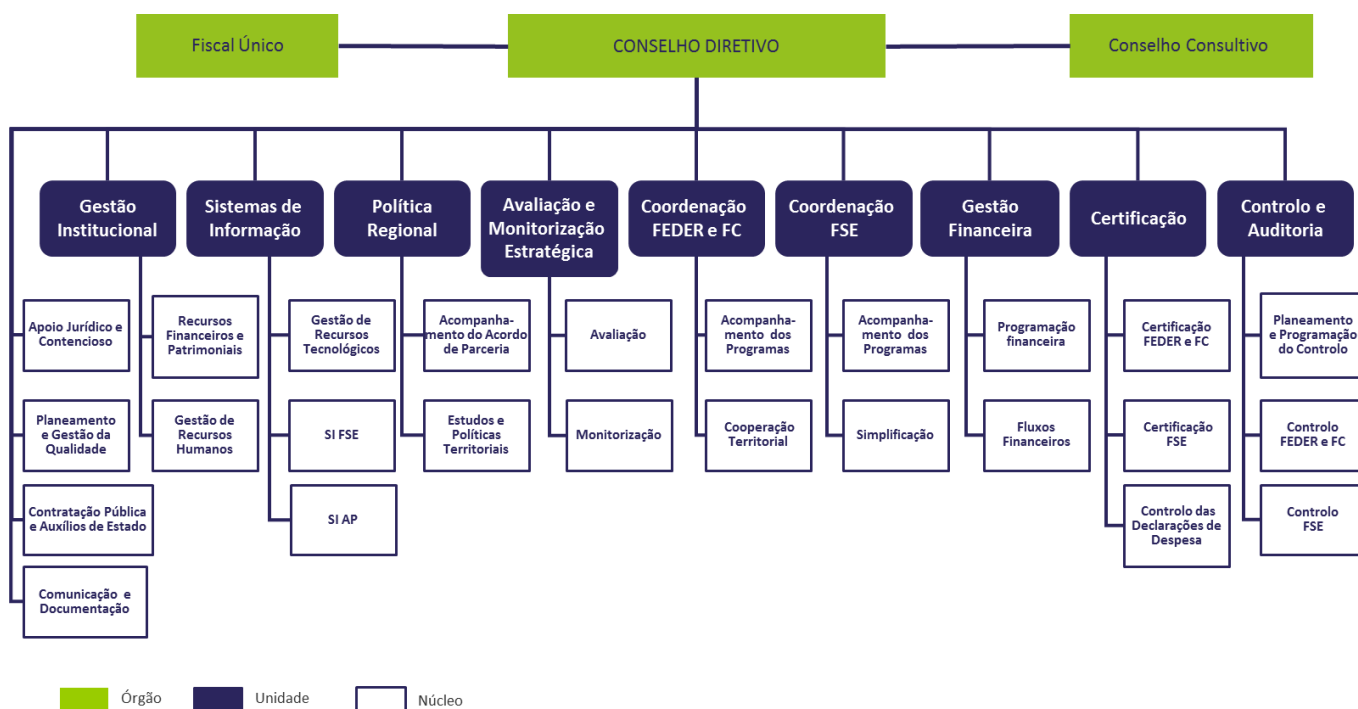 Fiscal Único
CONSELHO DIRETIVO
Conselho Consultivo
Gestão
Institucional
Sistemas de
Informação
Política
Regional
Avaliação e
Monitorização
Estratégica
Coordenação
FEDER e FC
Coordenação
FSE
Gestão
Financeira
Certificação
Controlo e
Auditoria
Apoio Jurídico e
Contencioso
Recursos
Financeiros e
Patrimoniais
Gestão de
Recursos
Tecnológicos
Acompanha-
mento do Acordo
de Parceria
Avaliação
Acompanha-
mento dos
Programas
Acompanha-
mento dos
Programas
Programação
financeira
Certificação
FEDER e FC
Planeamento
e Programação
do Controlo
Planeamento
e Gestão da
Qualidade
Gestão de
Recursos
Humanos
SI FSE
Estudos e
Políticas
Territoriais
Monitorização
Cooperação
Territorial
Simplificação
Fluxos
Financeiros
Certificação
FSE
Controlo
FEDER e FC
Contratação Pública
e Auxílios de Estado
SI AP
Controlo das
Declarações de
Despesa
Controlo
FSE
Comunicação e
Documentação
Órgão
Unidade
Núcleo